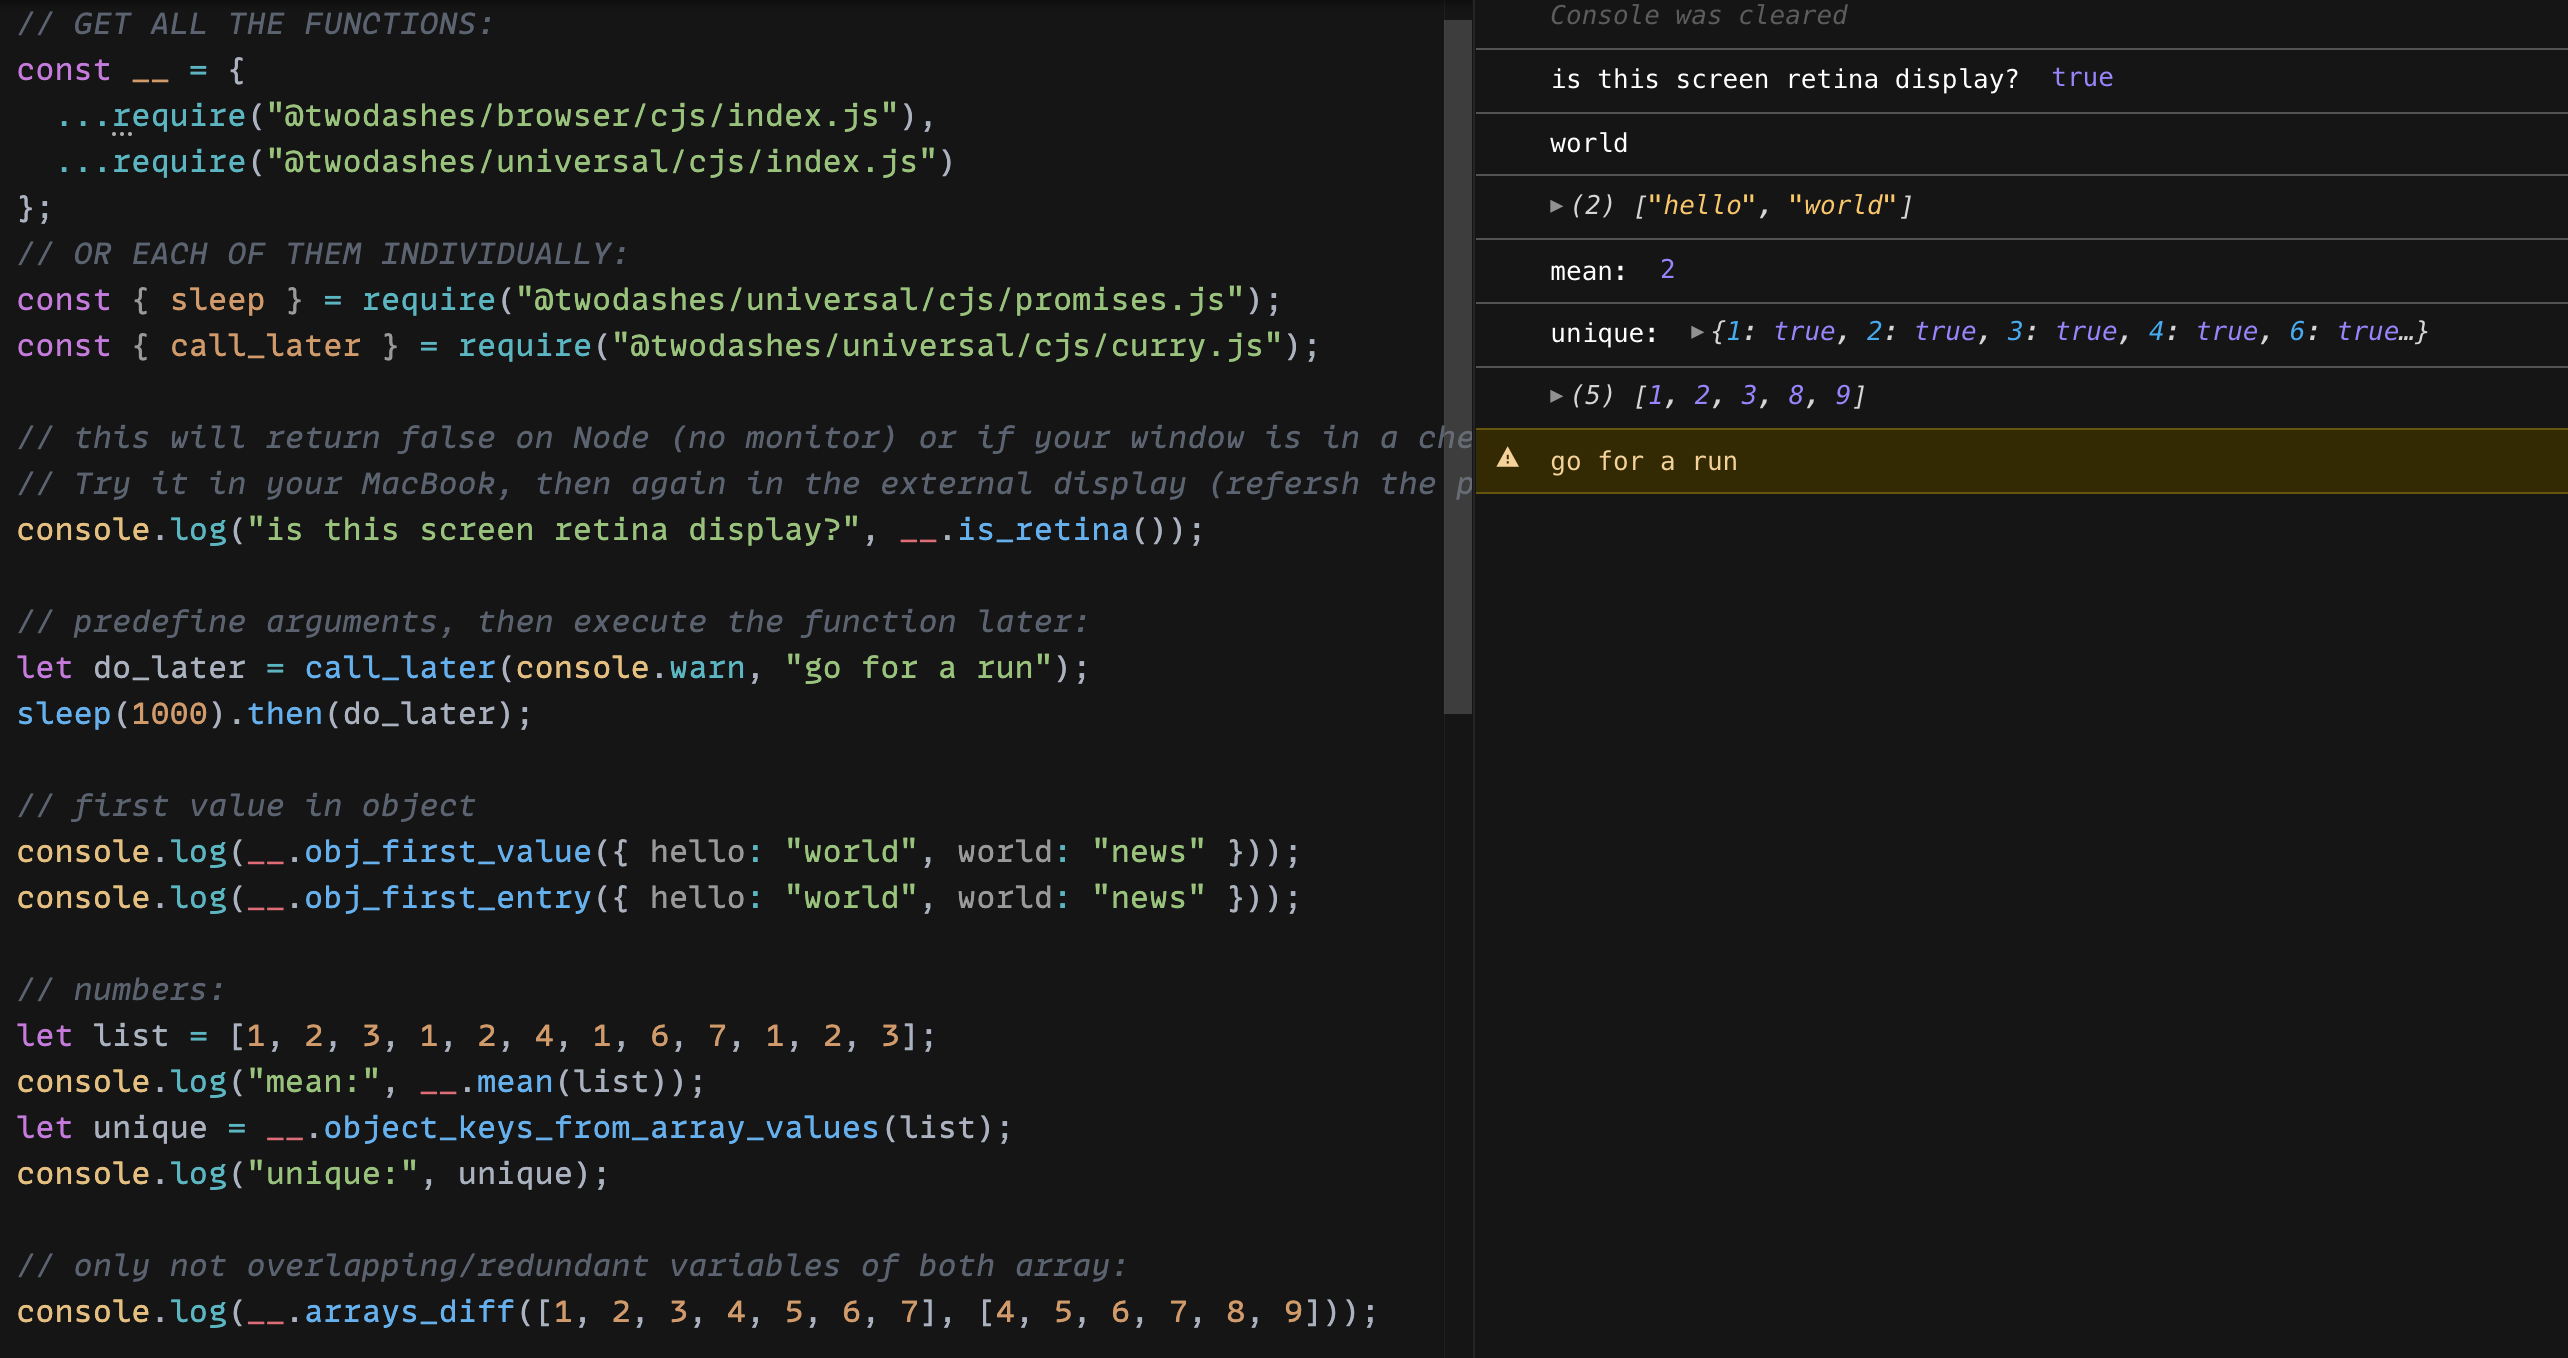 // GET ALL THE FUNCTIONS:
const __ = {
  ...require("@twodashes/browser/cjs/index.js"),
  ...require("@twodashes/universal/cjs/index.js")
};
// OR EACH OF THEM INDIVIDUALLY:
const { sleep } = require("@twodashes/universal/cjs/promises.js");
const { call_later } = require("@twodashes/universal/cjs/curry.js");
// this will return false on Node (no monitor) or if your window is in a che
// Try it in your MacBook, then again in the external display (refersh the p
console.log("is this screen retina display?", __.is_retina());
// predefine arguments, then execute the function later:
let do_later = call_later(console.warn, "go for a run");
sleep(1000).then(do_later);
// first value in object
console.log(__.obj_first_value({ hello: "world", world: "news" }));
console.log(__.obj_first_entry({ hello: "world", world: "news" }));
// numbers:
let list = [1, 2, 3, 1, 2, 4, 1, 6, 7, 1, 2, 3];
console.log("mean:", __.mean(list));
let unique = __.object_keys_from_array_values(list);
console.log("unique:", unique);
// only not overlapping/redundant variables of both array:
console.log(__.arrays_diff([1, 2, 3, 4, 5, 6, 7], [4, 5, 6, 7, 8, 9]));
Console was cleared
is this screen retina display? true
world
▶(2) ["hello", "world"]
mean: 2
unique: ▶{1: true, 2: true, 3: true, 4: true, 6: true…}
▶(5) [1, 2, 3, 8, 9]
go for a run